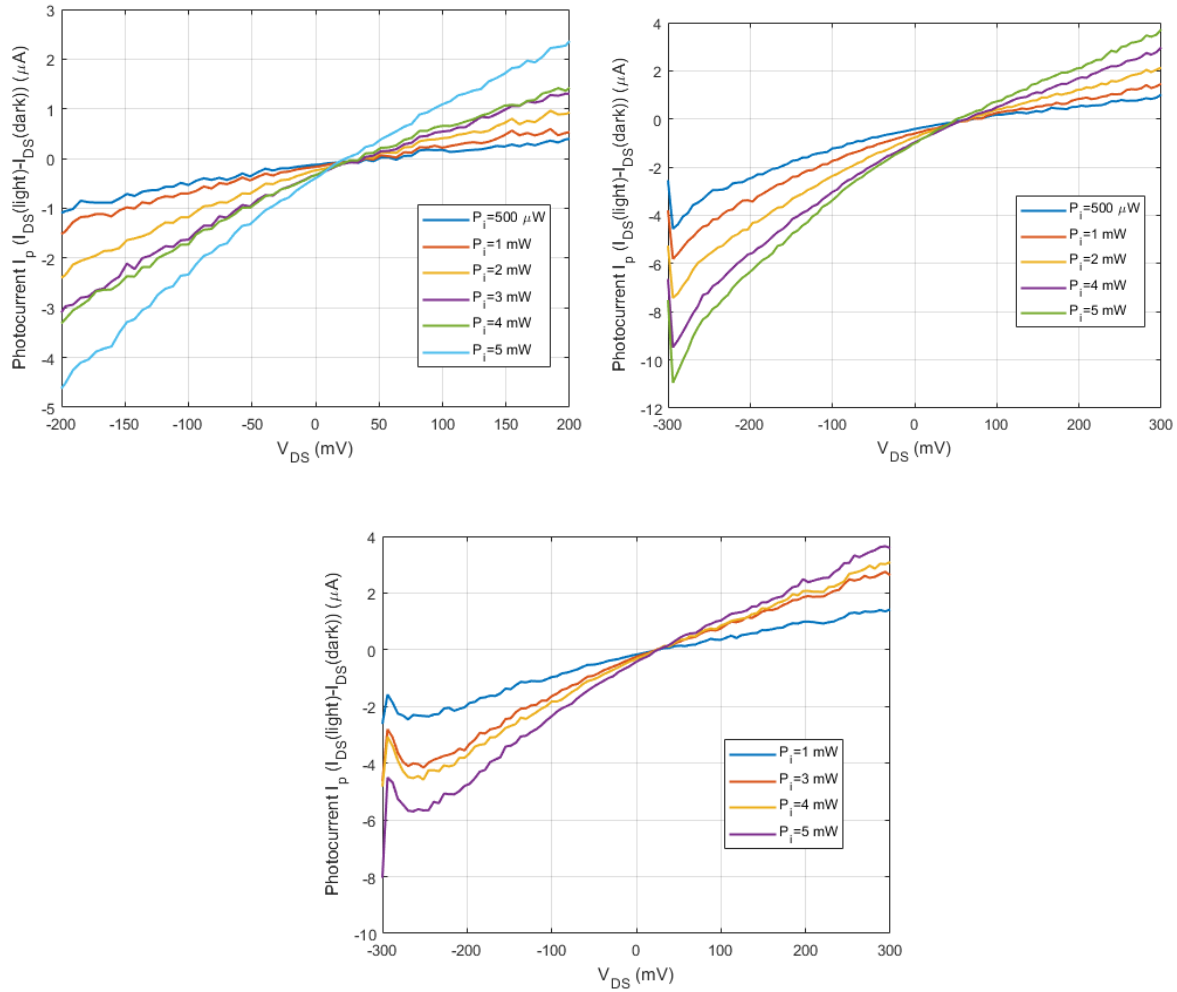 Photocurrent I_p (I_DS(light)-I_DS(dark)) (μA)
3
2
1
0
-1
-2
-3
-4
-5
-200
-150
-100
-50
0
50
100
150
200
V_DS (mV)
P_i=500 μW
P_i=1 mW
P_i=2 mW
P_i=3 mW
P_i=4 mW
P_i=5 mW
Photocurrent I_p (I_DS(light)-I_DS(dark)) (μA)
4
2
0
-2
-4
-6
-8
-10
-12
-300
-200
-100
0
100
200
300
V_DS (mV)
P_i=500 μW
P_i=1 mW
P_i=2 mW
P_i=4 mW
P_i=5 mW
Photocurrent I_p (I_DS(light)-I_DS(dark)) (μA)
4
2
0
-2
-4
-6
-8
-10
-300
-200
-100
0
100
200
300
V_DS (mV)
P_i=1 mW
P_i=3 mW
P_i=4 mW
P_i=5 mW